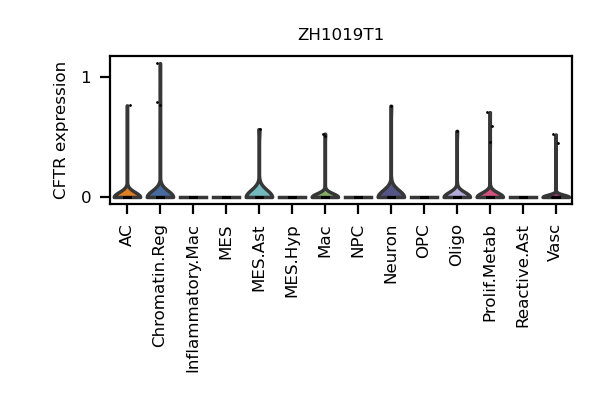 ZH1019T1
CFTR expression
1
0
AC
Chromatin.Reg
Inflammatory.Mac
MES
MES.Ast
MES.Hyp
Mac
NPC
Neuron
OPC
Oligo
Prolif.Metab
Reactive.Ast
Vasc